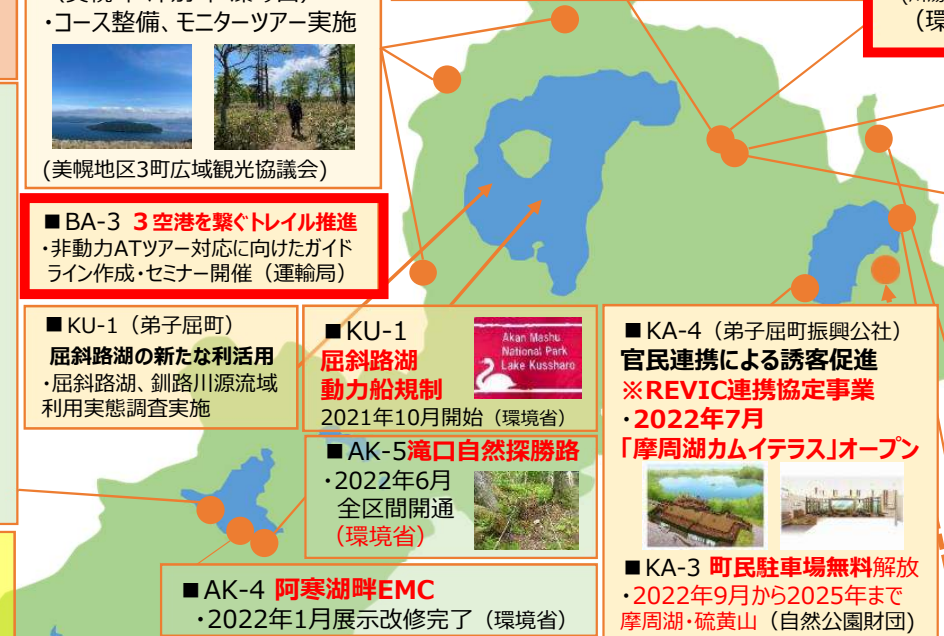 ・コース整備、モニターツアー実施
(美幌地区3町広域観光協議会)
■BA-3 3空港を繋ぐトレイル推進
・非動力ATツアー対応に向けたガイド
ライン作成・セミナー開催（運輸局）
■KU-1（弟子屈町）
屈斜路湖の新たな利活用
・屈斜路湖、釧路川源流域
利用実態調査実施
■KU-1
屈斜路湖
動力船規制
2021年10月開始（環境省）
Akan Mashu
National Park
Lake Kussharo
■AK-5滝口自然探勝路
・2022年6月
全区間開通
（環境省）
■AK-4 阿寒湖畔EMC
・2022年1月展示改修完了（環境省）
■KA-4（弟子屈町振興公社）
官民連携による誘客促進
※REVIC連携協定事業
・2022年7月
「摩周湖カムイテラス」オープン
■KA-3 町民駐車場無料解放
・2022年9月から2025年まで
摩周湖・硫黄山（自然公園財団）
（環